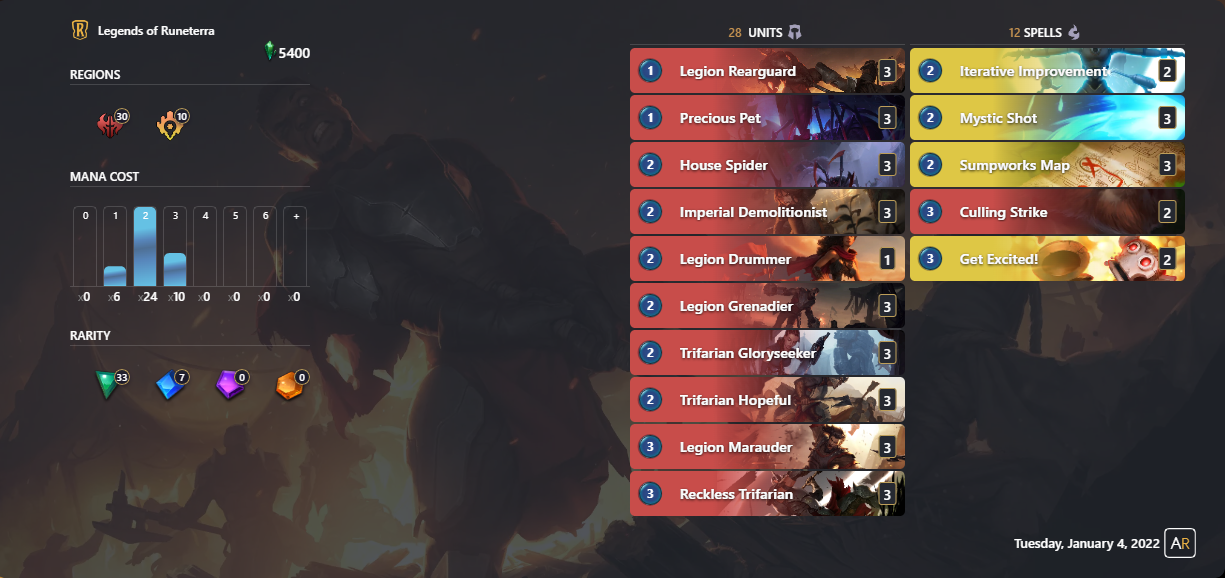 Legends of Runeterra
5400
REGIONS
30
10
MANA COST
0 1 2 3 4 5 6 +
x0 x6 x24 x10 x0 x0 x0 x0
RARITY
33 7 0 0
28 UNITS
1 Legion Rearguard 3
1 Precious Pet 3
2 House Spider 3
2 Imperial Demolitionist 3
2 Legion Drummer 1
2 Legion Grenadier 3
2 Trifarian Gloryseeker 3
2 Trifarian Hopeful 3
3 Legion Marauder 3
3 Reckless Trifarian 3
12 SPELLS
2 Iterative Improvement 2
2 Mystic Shot 3
2 Sumpworks Map 3
3 Culling Strike 2
3 Get Excited! 2
Tuesday, January 4, 2022 AR